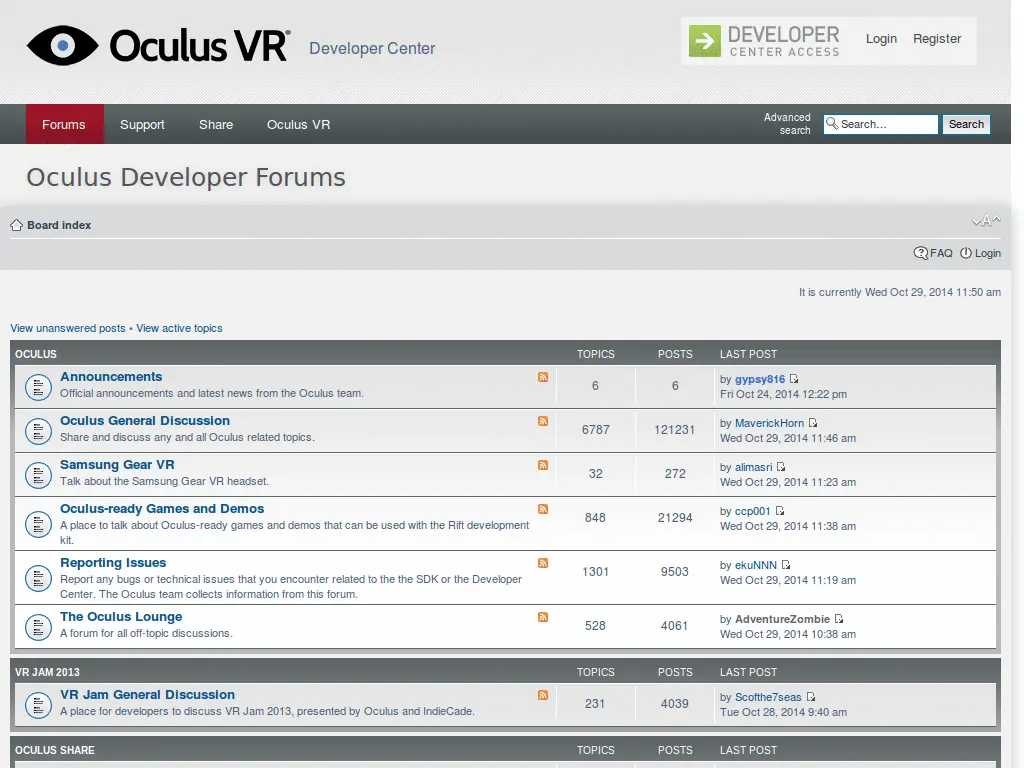 Oculus VR® Developer Center
DEVELOPER
CENTER ACCESS
Login Register
Forums Support Share Oculus VR
Advanced
search
Search…
Search
Oculus Developer Forums
Board index
A
FAQ Login
It is currently Wed Oct 29, 2014 11:50 am
View unanswered posts • View active topics
OCULUS TOPICS POSTS LAST POST
Announcements
Official announcements and latest news from the Oculus team.
6 6
by gypsy816
Fri Oct 24, 2014 12:22 pm
Oculus General Discussion
Share and discuss any and all Oculus related topics.
6787 121231
by MaverickHorn
Wed Oct 29, 2014 11:46 am
Samsung Gear VR
Talk about the Samsung Gear VR headset.
32 272
by alimasri
Wed Oct 29, 2014 11:23 am
Oculus-ready Games and Demos
A place to talk about Oculus-ready games and demos that can be used with the Rift development
kit.
848 21294
by ccp001
Wed Oct 29, 2014 11:38 am
Reporting Issues
Report any bugs or technical issues that you encounter related to the the SDK or the Developer
Center. The Oculus team collects information from this forum.
1301 9503
by ekuNNN
Wed Oct 29, 2014 11:19 am
The Oculus Lounge
A forum for all off-topic discussions.
528 4061
by AdventureZombie
Wed Oct 29, 2014 10:38 am
VR JAM 2013 TOPICS POSTS LAST POST
VR Jam General Discussion
A place for developers to discuss VR Jam 2013, presented by Oculus and IndieCade.
231 4039
by Scofthe7seas
Tue Oct 28, 2014 9:40 am
OCULUS SHARE TOPICS POSTS LAST POST